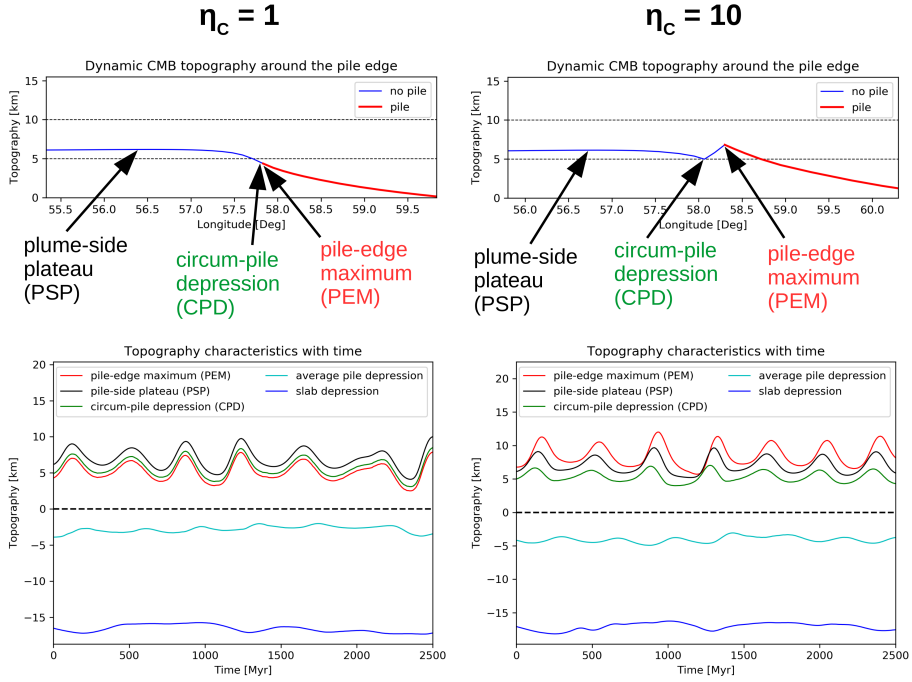 η_C = 1
η_C = 10
Dynamic CMB topography around the pile edge
Topography [km]
15
10
5
0
no pile
pile
55.5 56.0 56.5 57.0 57.5 58.0 58.5 59.0 59.5
Longitude [Deg]
plume-side
plateau
(PSP)
circum-pile
depression
(CPD)
pile-edge
maximum
(PEM)
Dynamic CMB topography around the pile edge
Topography [km]
15
10
5
0
no pile
pile
56.0 56.5 57.0 57.5 58.0 58.5 59.0 59.5 60.0
Longitude [Deg]
plume-side
plateau
(PSP)
circum-pile
depression
(CPD)
pile-edge
maximum
(PEM)
Topography characteristics with time
Topography [km]
20
15
10
5
0
−5
−10
−15
pile-edge maximum (PEM)
pile-side plateau (PSP)
circum-pile depression (CPD)
average pile depression
slab depression
0 500 1000 1500 2000 2500
Time [Myr]
Topography characteristics with time
Topography [km]
20
15
10
5
0
−5
−10
−15
pile-edge maximum (PEM)
pile-side plateau (PSP)
circum-pile depression (CPD)
average pile depression
slab depression
0 500 1000 1500 2000 2500
Time [Myr]